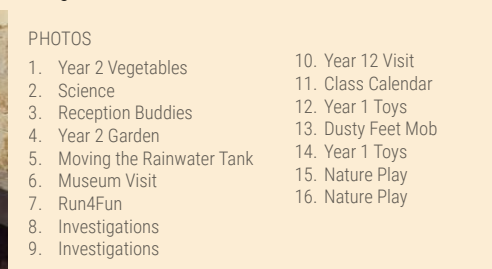 PHOTOS
1. Year 2 Vegetables
2. Science
3. Reception Buddies
4. Year 2 Garden
5. Moving the Rainwater Tank
6. Museum Visit
7. Run4Fun
8. Investigations
9. Investigations
10. Year 12 Visit
11. Class Calendar
12. Year 1 Toys
13. Dusty Feet Mob
14. Year 1 Toys
15. Nature Play
16. Nature Play